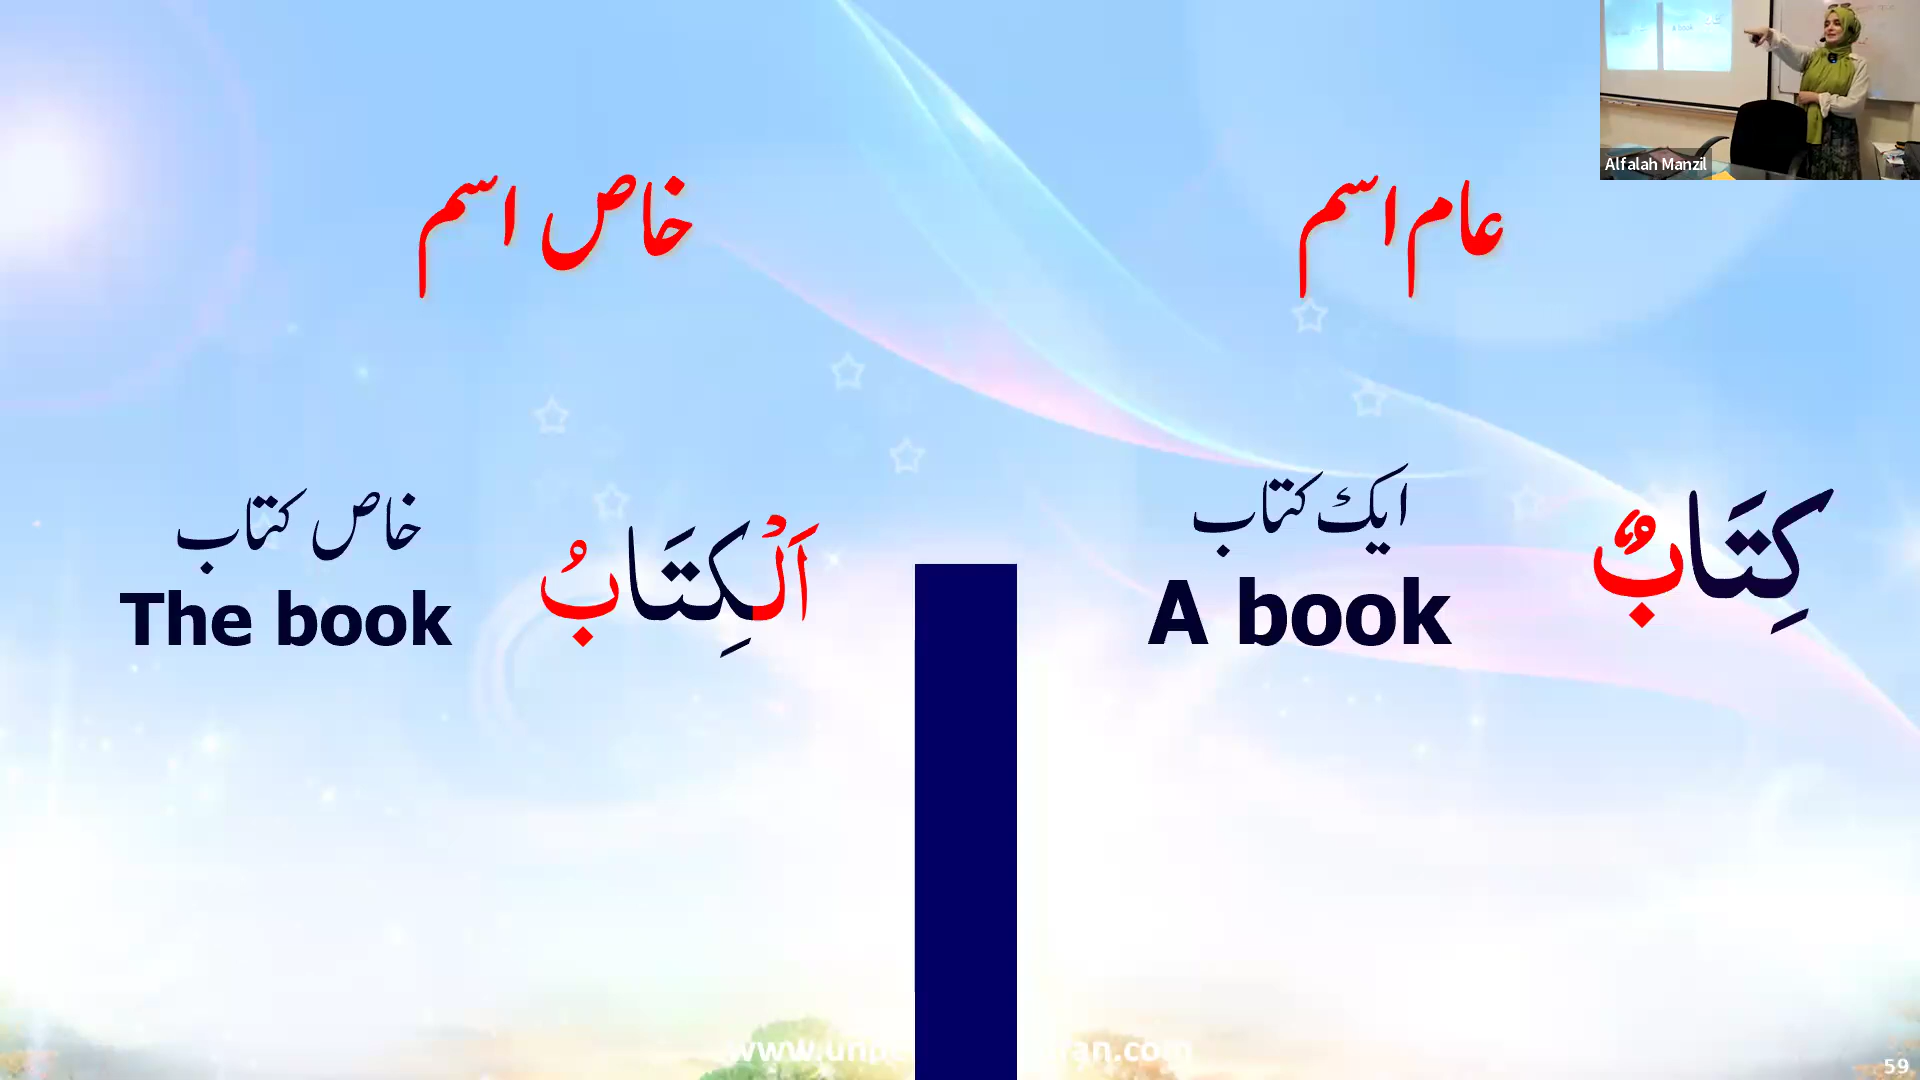 Alfalah Manzil
عام اسم
خاص اسم
کِتَابٌ
ایک کتاب
A book
اَلْکِتَابُ
خاص کتاب
The book
59